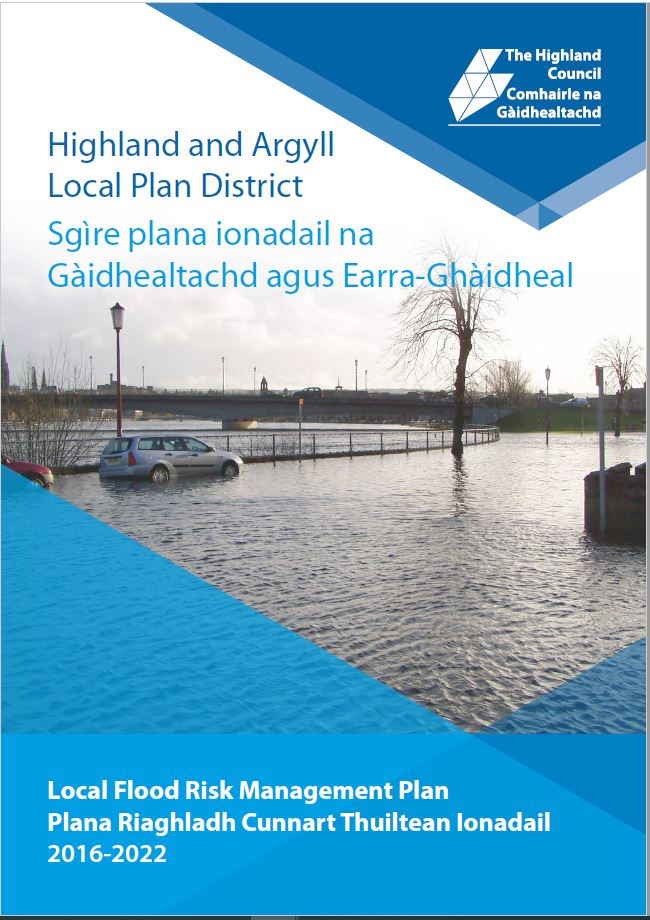 The Highland
Council
Comhairle na
Gàidhealtachd
Highland and Argyll
Local Plan District
Sgìre plana ionadail na
Gàidhealtachd agus Earra-Ghàidheal
Local Flood Risk Management Plan
Plana Riaghladh Cunnart Thuiltean Ionadail
2016-2022